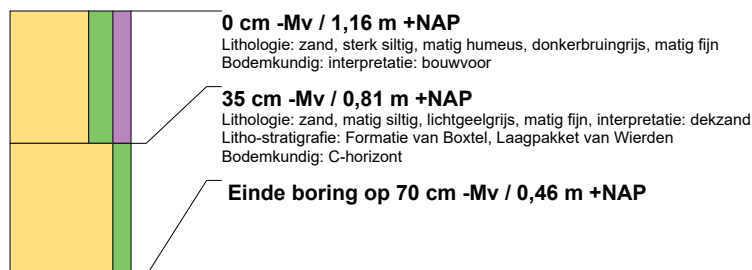 0 cm -Mv / 1,16 m +NAP
Lithologie: zand, sterk siltig, matig humeus, donkerbruingrijs, matig fijn
Bodemkundig: interpretatie: bouwvoor
35 cm -Mv / 0,81 m +NAP
Lithologie: zand, matig siltig, lichtgeelgrijs, matig fijn, interpretatie: dekzand
Litho-stratigrafie: Formatie van Boxtel, Laagpakket van Wierden
Bodemkundig: C-horizont
Einde boring op 70 cm -Mv / 0,46 m +NAP